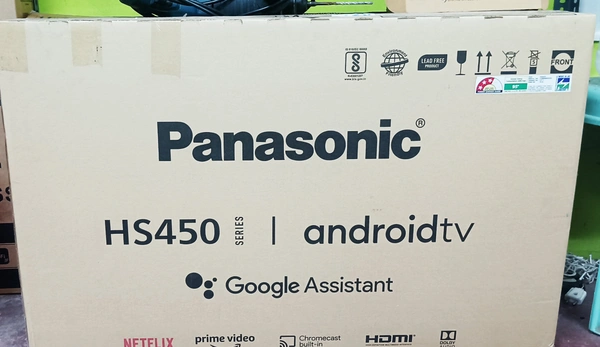 LEAD FREE
PRODUCT
FRONT
Panasonic®
HS450 SERIES | androidtv
Google Assistant
NETFLIX
prime video
Chromecast
built-in
HDMI
DOLBY